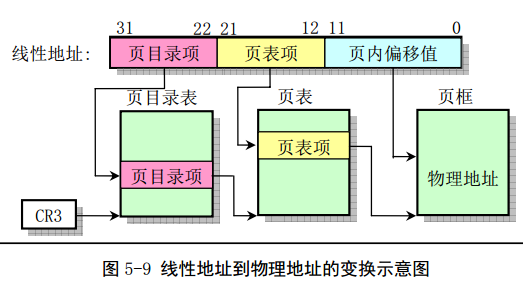 31 22 21 12 11 0
线性地址: 页目录项 页表项 页内偏移值
页目录表 页表 页框
页表项
页目录项 物理地址
CR3
图 5-9 线性地址到物理地址的变换示意图